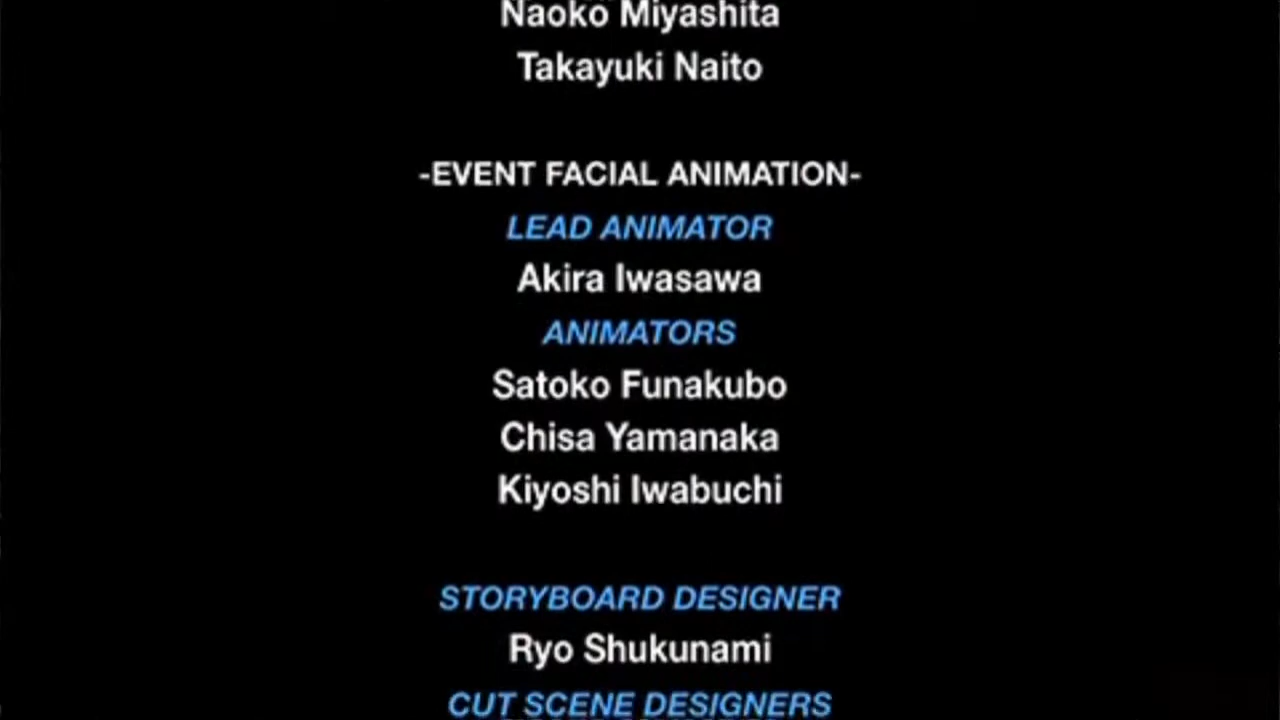 Naoko Miyashita
Takayuki Naito
-EVENT FACIAL ANIMATION-
LEAD ANIMATOR
Akira Iwasawa
ANIMATORS
Satoko Funakubo
Chisa Yamanaka
Kiyoshi Iwabuchi
STORYBOARD DESIGNER
Ryo Shukunami
CUT SCENE DESIGNERS